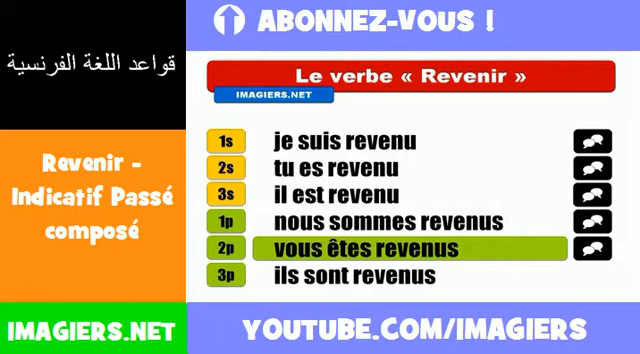 ABONNEZ-VOUS !
قواعد اللغة الفرنسية
Revenir -
Indicatif Passé
composé
IMAGIERS.NET
Le verbe « Revenir »
IMAGIERS.NET
1s je suis revenu
2s tu es revenu
3s il est revenu
1p nous sommes revenus
2p vous êtes revenus
3p ils sont revenus
YOUTUBE.COM/IMAGIERS